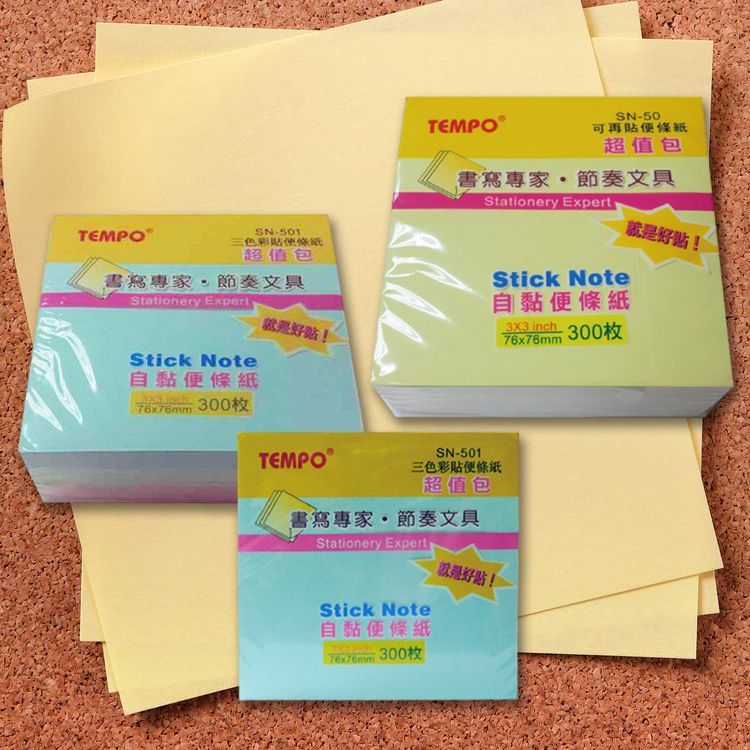 TEMPO®
SN-50
可再貼便條紙
超值包
書寫專家・節奏文具
Stationery Expert
就是好貼！
Stick Note
自黏便條紙
3X3 inch
76x76mm 300枚
TEMPO®
SN-501
三色彩貼便條紙
超值包
書寫專家・節奏文具
Stationery Expert
就是好貼！
Stick Note
自黏便條紙
3X3 inch
76x76mm 300枚
TEMPO®
SN-501
三色彩貼便條紙
超值包
書寫專家・節奏文具
Stationery Expert
就是好貼！
Stick Note
自黏便條紙
3X3 inch
76x76mm 300枚